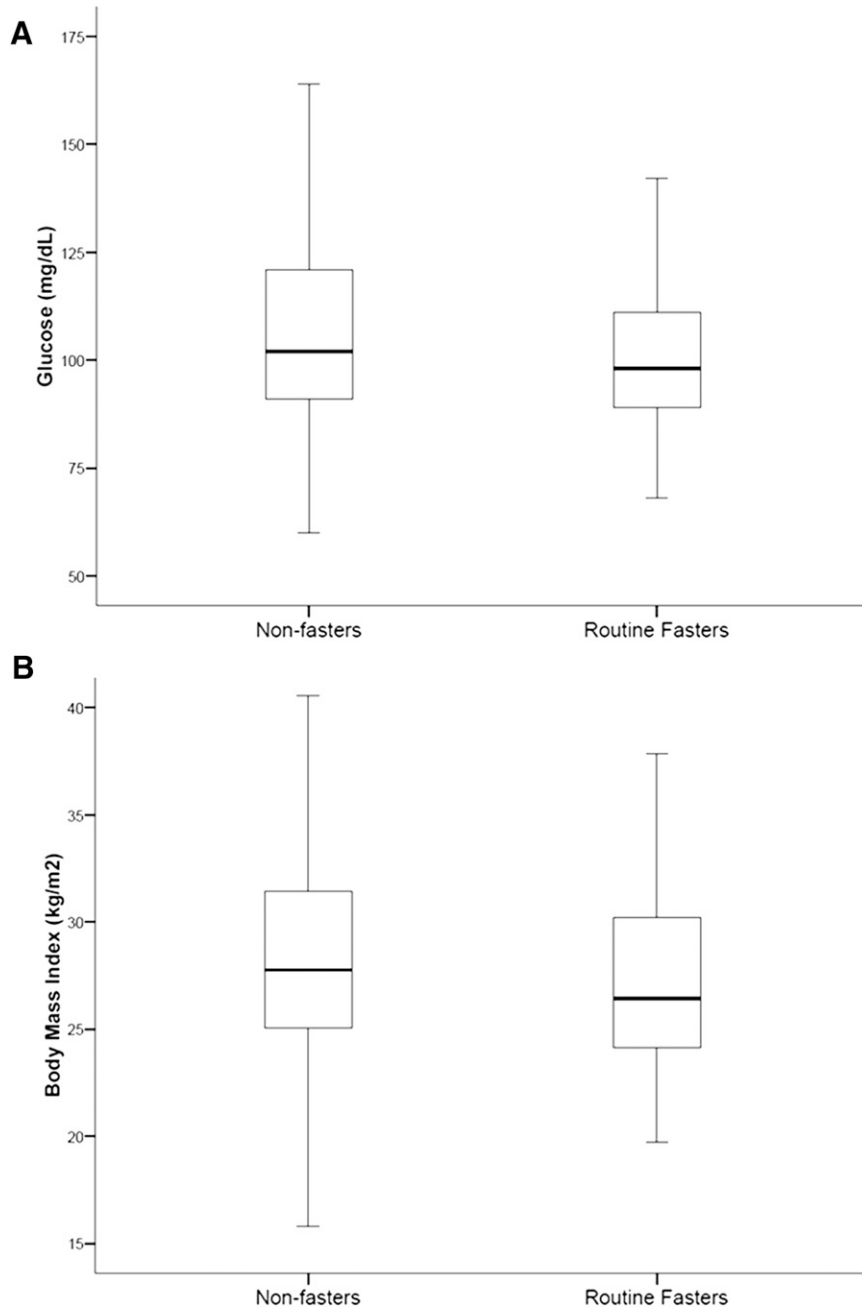 A
Glucose (mg/dL)
175
150
125
100
75
50
Non-fasters Routine Fasters
B
Body Mass Index (kg/m2)
40
35
30
25
20
15
Non-fasters Routine Fasters